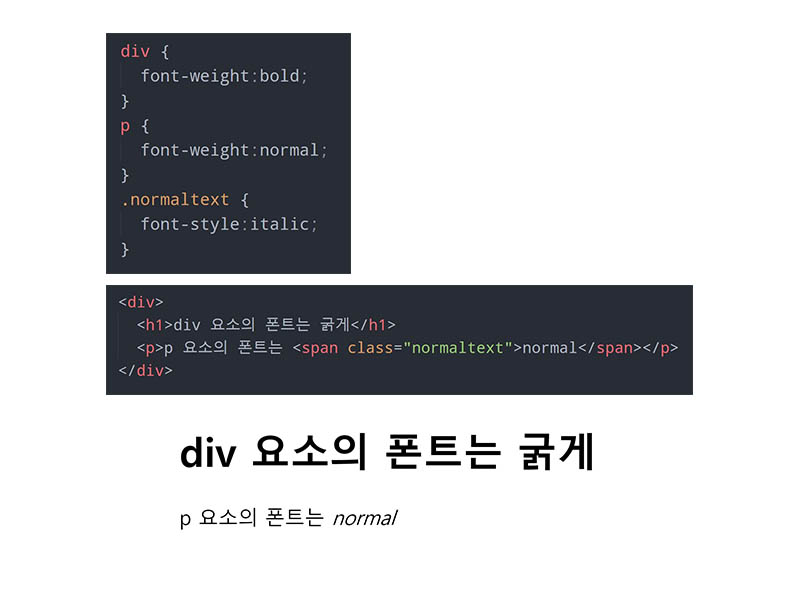 div {
font-weight:bold;
}
p {
font-weight:normal;
}
.normaltext {
font-style:italic;
}
<div>
<h1>div 요소의 폰트는 굵게</h1>
<p>p 요소의 폰트는 <span class="normaltext">normal</span></p>
</div>
div 요소의 폰트는 굵게
p 요소의 폰트는 normal